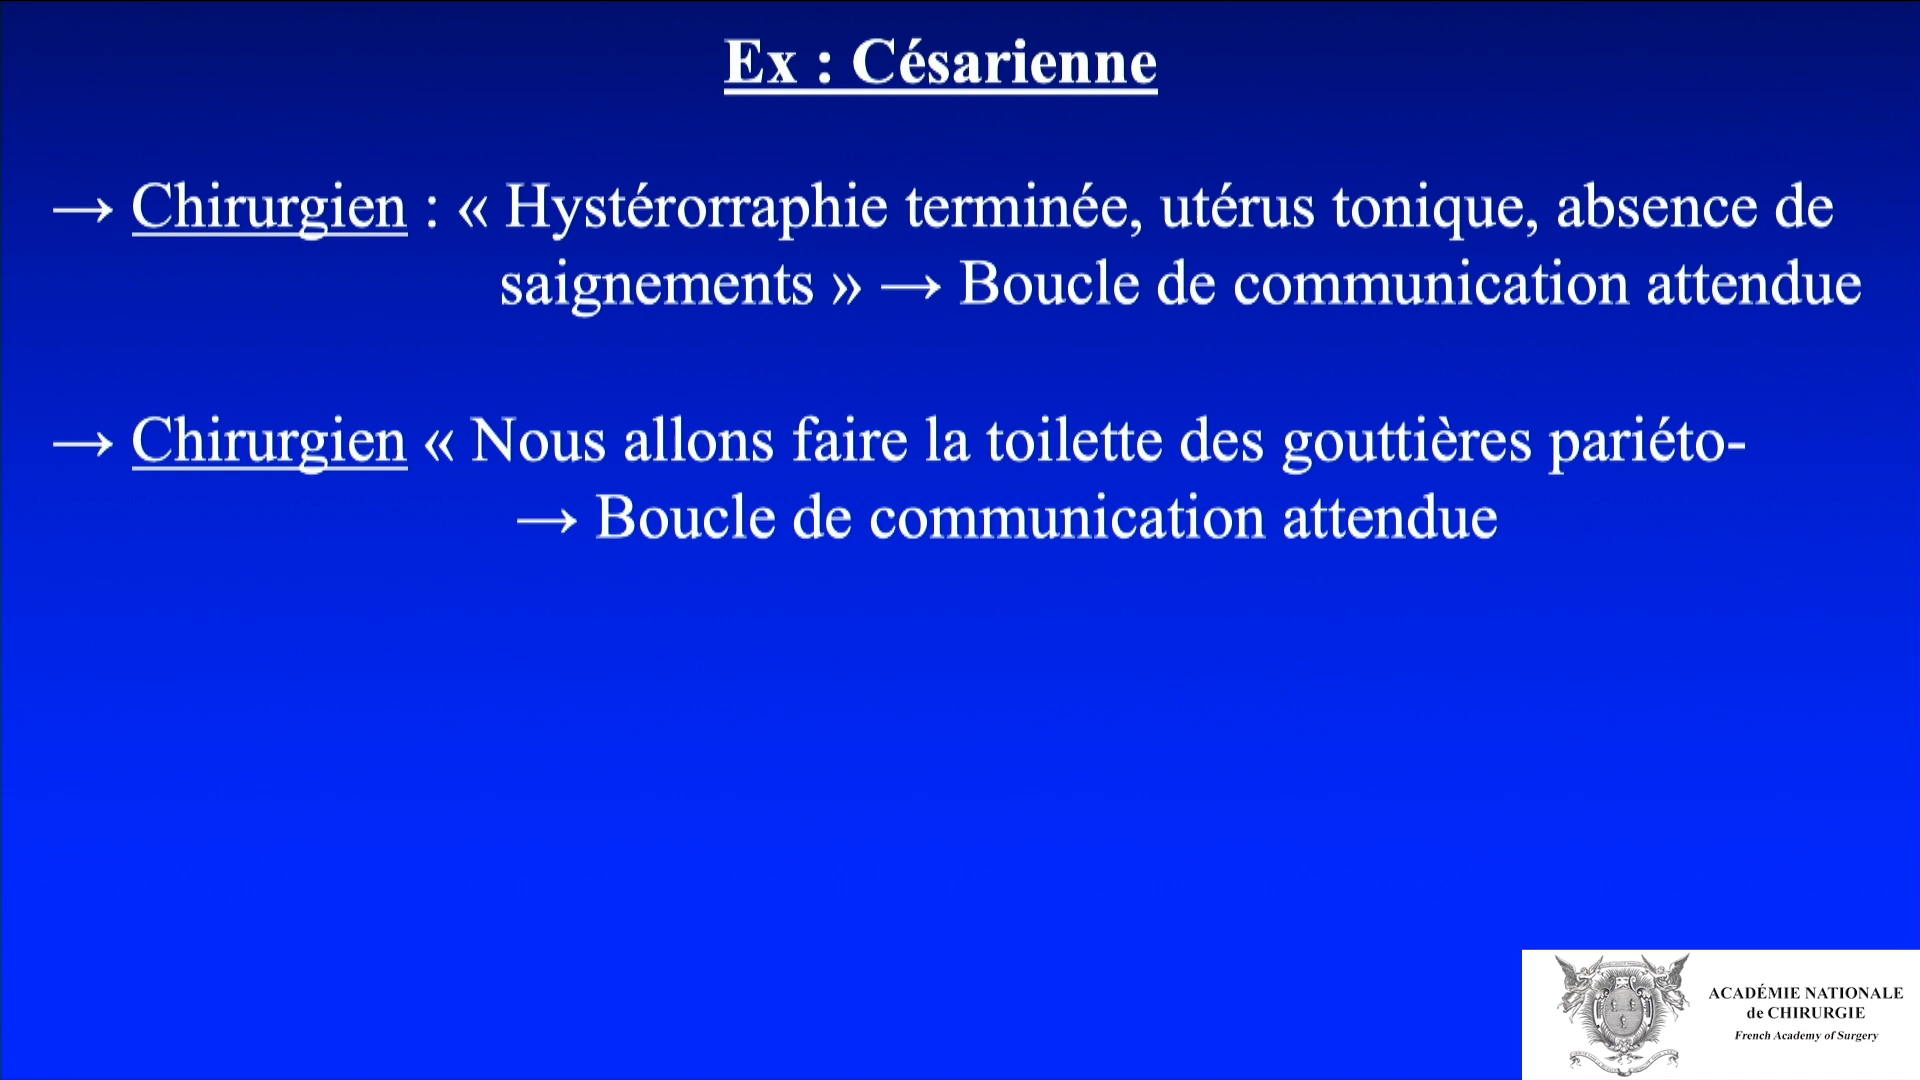 Ex : Césarienne
→ Chirurgien : « Hystérorraphie terminée, utérus tonique, absence de
saignements » → Boucle de communication attendue
→ Chirurgien « Nous allons faire la toilette des gouttières pariéto-
→ Boucle de communication attendue
ACADÉMIE NATIONALE
de CHIRURGIE
French Academy of Surgery